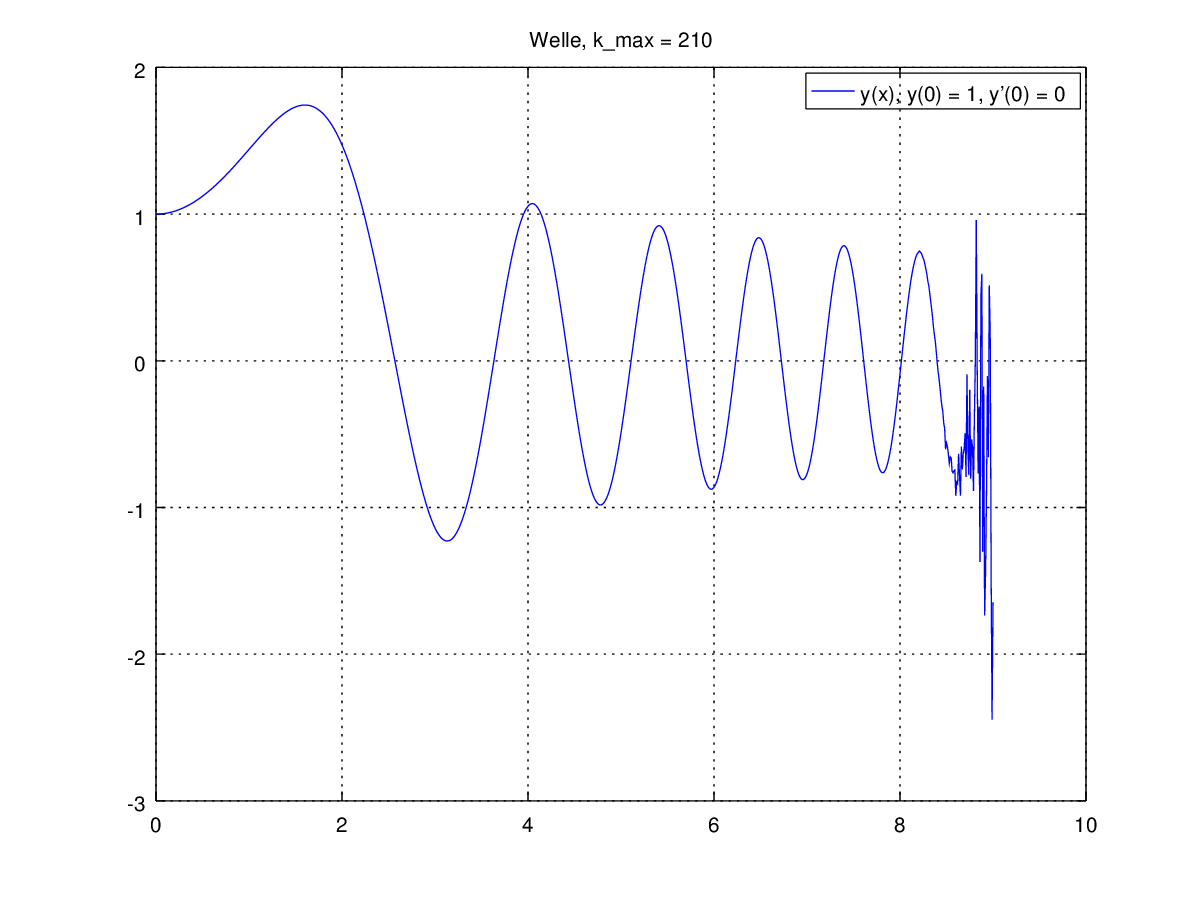 Welle, k_max = 210
y(x), y(0) = 1, y'(0) = 0
2
1
0
-1
-2
-3
0 2 4 6 8 10